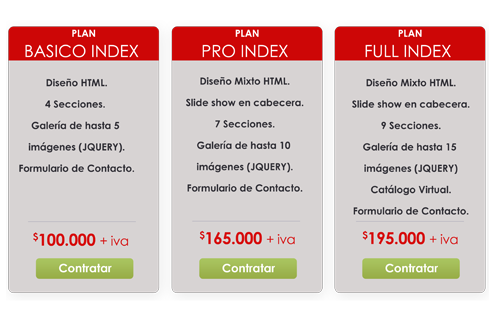 PLAN
BASICO INDEX
Diseño HTML.
4 Secciones.
Galería de hasta 5
imágenes (JQUERY).
Formulario de Contacto.
$100.000 + iva
Contratar
PLAN
PRO INDEX
Diseño Mixto HTML.
Slide show en cabecera.
7 Secciones.
Galería de hasta 10
imágenes (JQUERY).
Formulario de Contacto.
$165.000 + iva
Contratar
PLAN
FULL INDEX
Diseño Mixto HTML.
Slide show en cabecera.
9 Secciones.
Galería de hasta 15
imágenes (JQUERY)
Catálogo Virtual.
Formulario de Contacto.
$195.000 + iva
Contratar